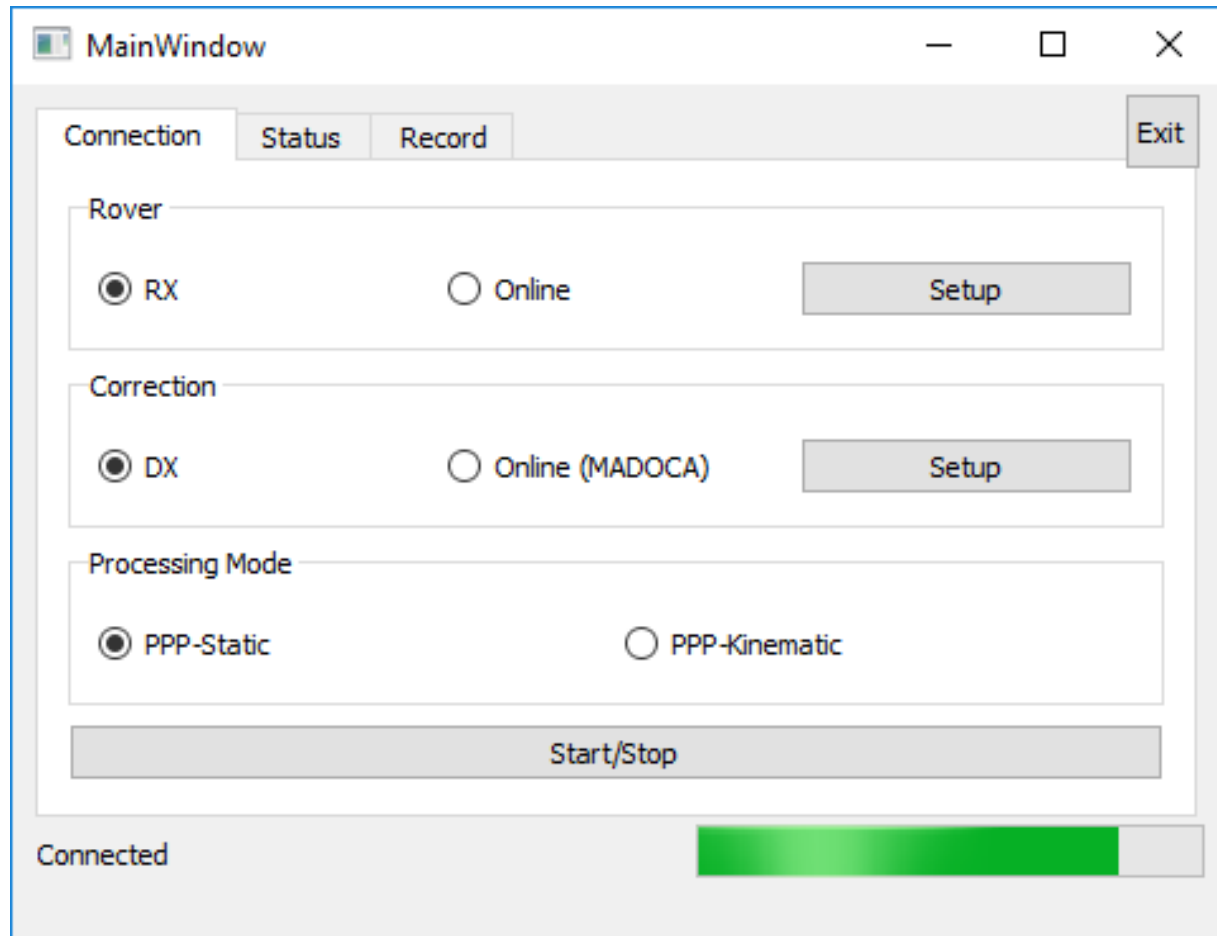 MainWindow
Connection Status Record Exit
Rover
RX Online Setup
Correction
DX Online (MADOCA) Setup
Processing Mode
PPP-Static PPP-Kinematic
Start/Stop
Connected